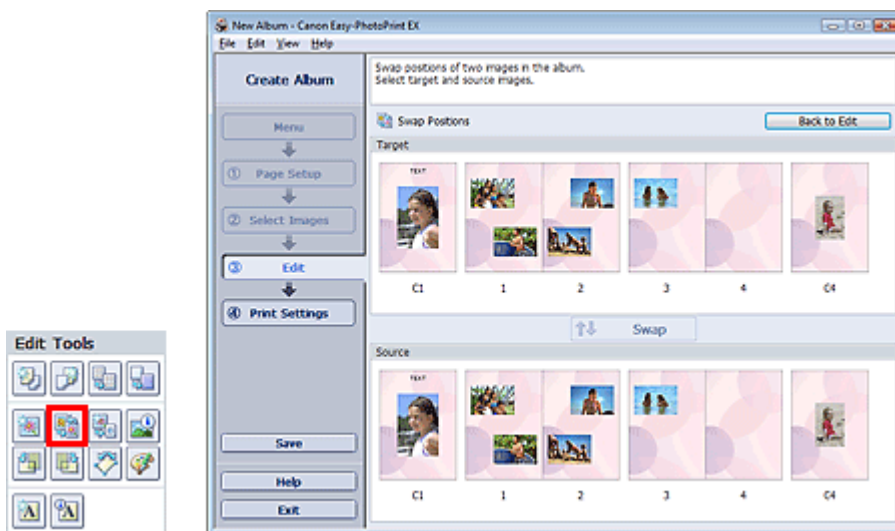 New Album - Canon Easy-PhotoPrint EX
File Edit View Help
Create Album
Swap positions of two images in the album.
Select target and source images.
Menu
Swap Positions
Back to Edit
Target
① Page Setup
② Select Images
③ Edit
④ Print Settings
TEXT
C1 1 2 3 4 C4
Swap
Source
TEXT
C1 1 2 3 4 C4
Save
Help
Exit
Edit Tools
A A